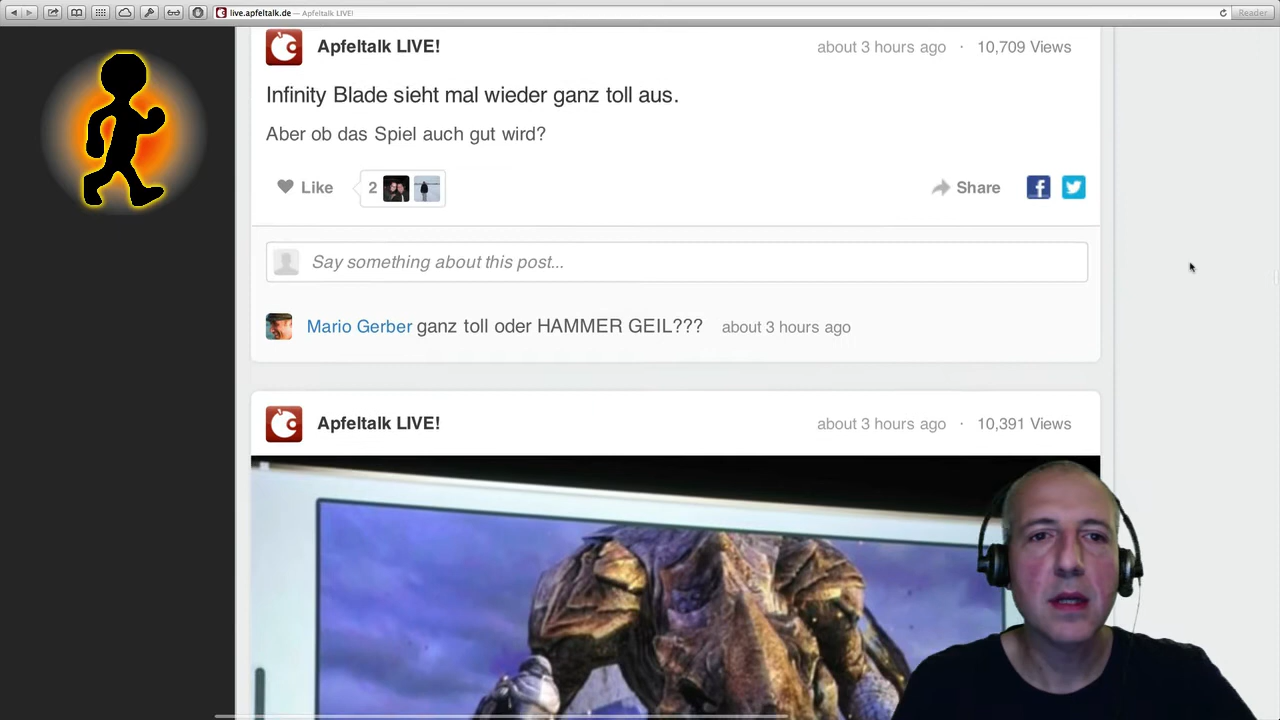 live.apfeltalk.de — Apfeltalk LIVE!
Reader
Apfeltalk LIVE!
about 3 hours ago · 10,709 Views
Infinity Blade sieht mal wieder ganz toll aus.
Aber ob das Spiel auch gut wird?
Like
2
Share
Say something about this post...
Mario Gerber ganz toll oder HAMMER GEIL??? about 3 hours ago
Apfeltalk LIVE!
about 3 hours ago · 10,391 Views